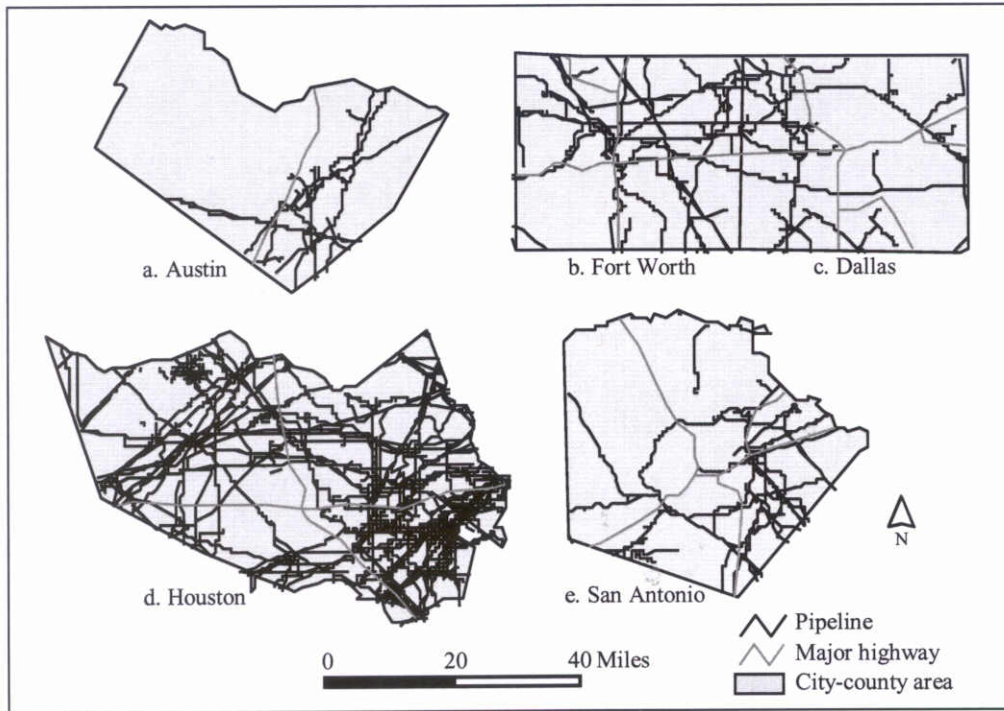 a. Austin
b. Fort Worth
c. Dallas
d. Houston
e. San Antonio
N
0 20 40 Miles
Pipeline
Major highway
City-county area